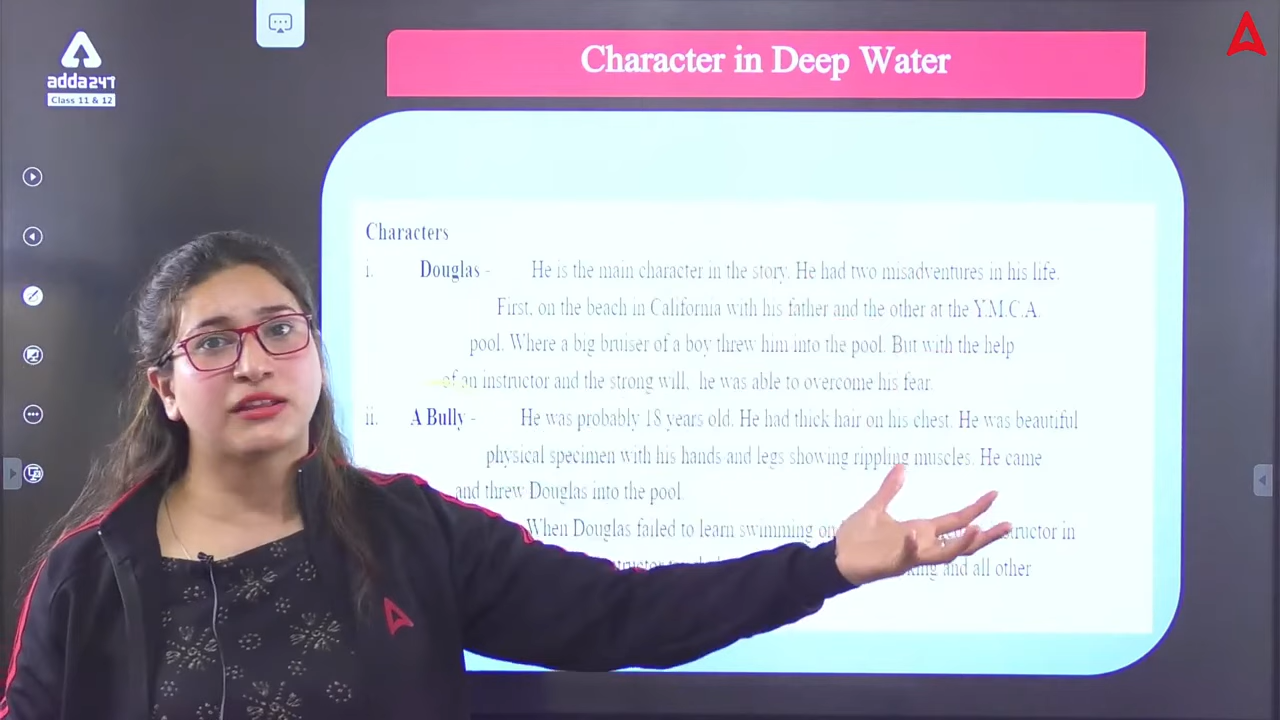 adda247
Class 11 & 12
Character in Deep Water
Characters
i. Douglas - He is the main character in the story. He had two misadventures in his life.
First, on the beach in California with his father and the other at the Y.M.C.A.
pool. Where a big bruiser of a boy threw him into the pool. But with the help
of an instructor and the strong will, he was able to overcome his fear.
ii. A Bully - He was probably 18 years old. He had thick hair on his chest. He was beautiful
physical specimen with his hands and legs showing rippling muscles. He came
and threw Douglas into the pool.
When Douglas failed to learn swimming on in
and all other